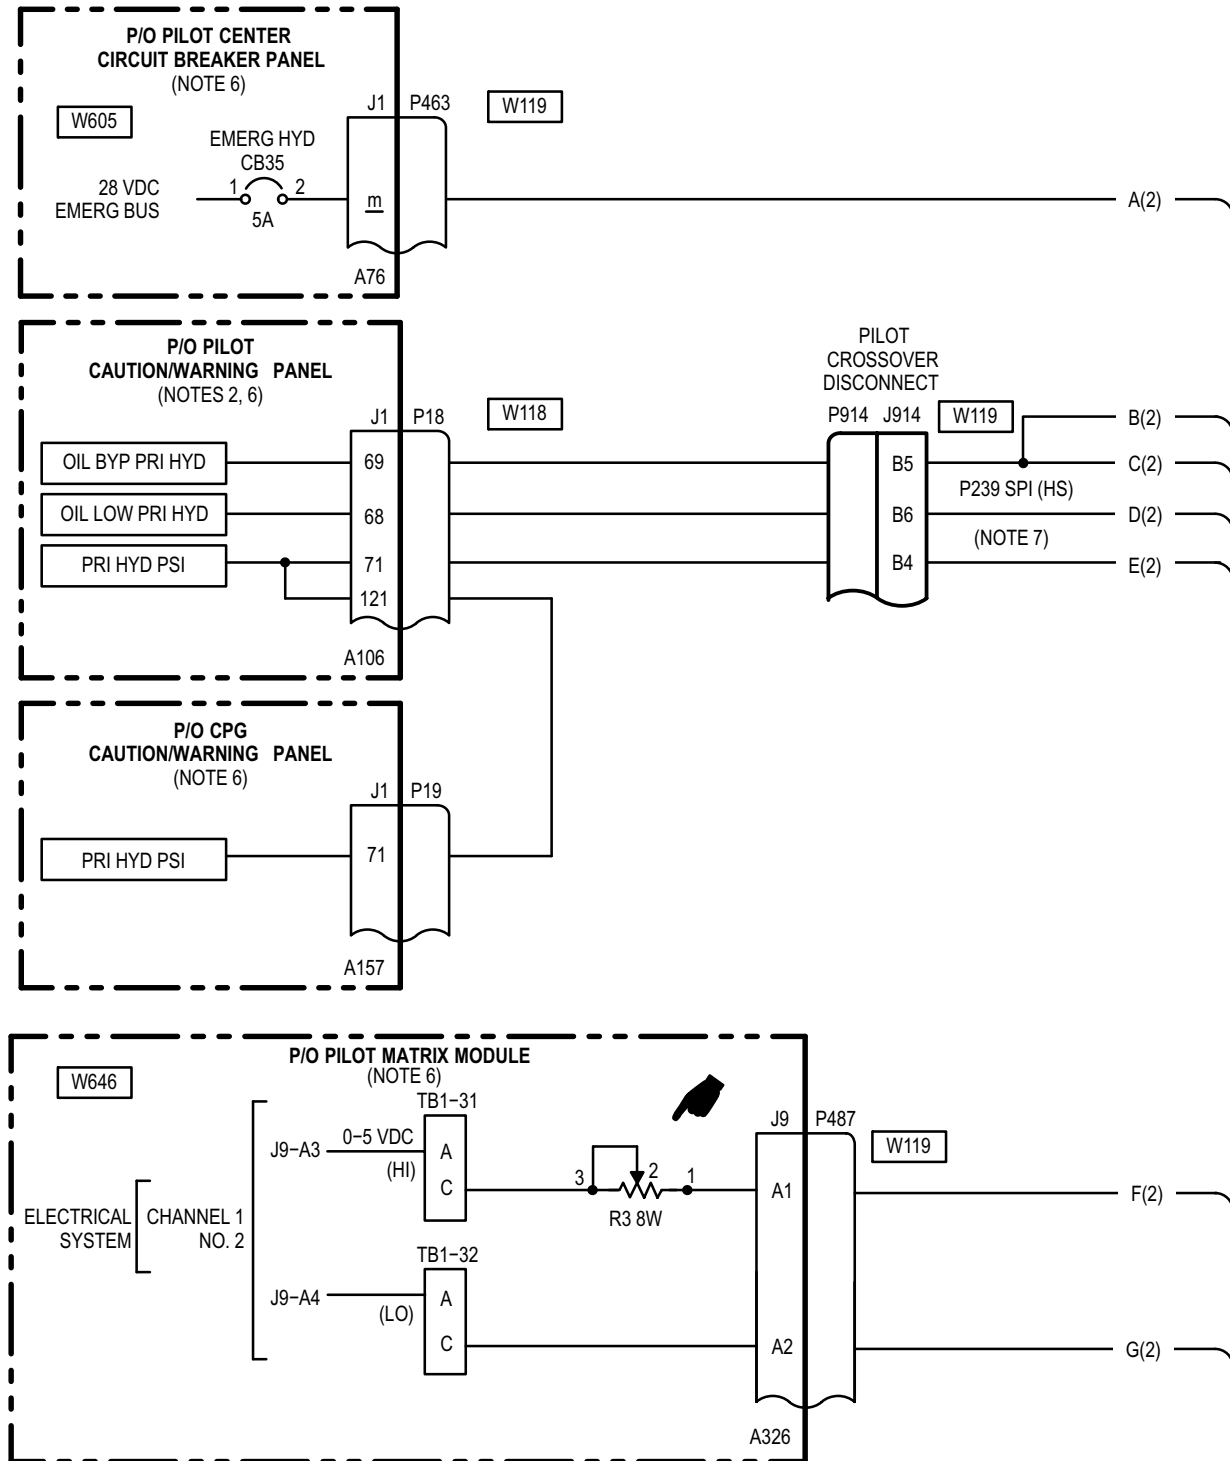 P/O PILOT CENTER
CIRCUIT BREAKER PANEL
(NOTE 6)
J1 P463
W119
W605
EMERG HYD
CB35
28 VDC
EMERG BUS
1 2
5A
m
A(2)
A76
P/O PILOT
CAUTION/WARNING PANEL
(NOTES 2, 6)
J1 P18
W118
PILOT
CROSSOVER
DISCONNECT
P914 J914
W119
B(2)
OIL BYP PRI HYD
69
B5
C(2)
P239 SPI (HS)
OIL LOW PRI HYD
68
B6
D(2)
(NOTE 7)
PRI HYD PSI
71
B4
E(2)
121
A106
P/O CPG
CAUTION/WARNING PANEL
(NOTE 6)
J1 P19
PRI HYD PSI
71
A157
P/O PILOT MATRIX MODULE
(NOTE 6)
W646
TB1−31
J9 P487
W119
J9−A3
0−5 VDC
(HI)
A
C
3 2 1
R3 8W
A1
F(2)
ELECTRICAL
SYSTEM
CHANNEL 1
NO. 2
TB1−32
J9−A4
(LO)
A
C
A2
G(2)
A326